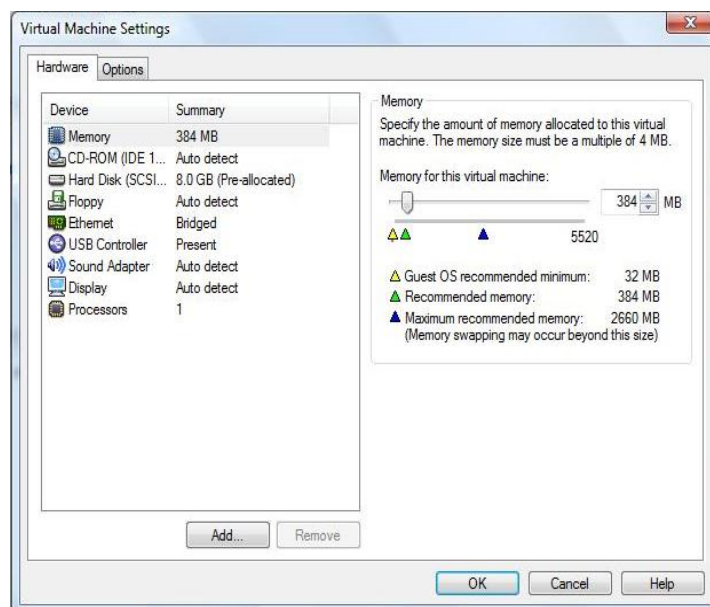 Virtual Machine Settings
Hardware Options
Device Summary
Memory 384 MB
CD-ROM (IDE 1... Auto detect
Hard Disk (SCSI... 8.0 GB (Pre-allocated)
Floppy Auto detect
Ethernet Bridged
USB Controller Present
Sound Adapter Auto detect
Display Auto detect
Processors 1
Add... Remove
Memory
Specify the amount of memory allocated to this virtual
machine. The memory size must be a multiple of 4 MB.
Memory for this virtual machine:
384 MB
5520
Guest OS recommended minimum: 32 MB
Recommended memory: 384 MB
Maximum recommended memory: 2660 MB
(Memory swapping may occur beyond this size)
OK Cancel Help